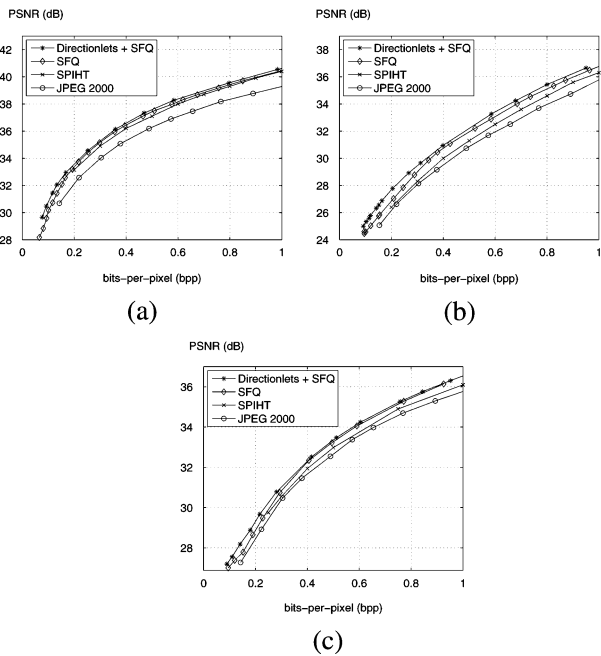 PSNR (dB)
42
40
38
36
34
32
30
28
Directionlets + SFQ
SFQ
SPIHT
JPEG 2000
0
0.2
0.4
0.6
0.8
1
bits-per-pixel (bpp)
(a)
PSNR (dB)
38
36
34
32
30
28
26
24
Directionlets + SFQ
SFQ
SPIHT
JPEG 2000
0
0.2
0.4
0.6
0.8
1
bits-per-pixel (bpp)
(b)
PSNR (dB)
36
34
32
30
28
Directionlets + SFQ
SFQ
SPIHT
JPEG 2000
0
0.2
0.4
0.6
0.8
1
bits-per-pixel (bpp)
(c)